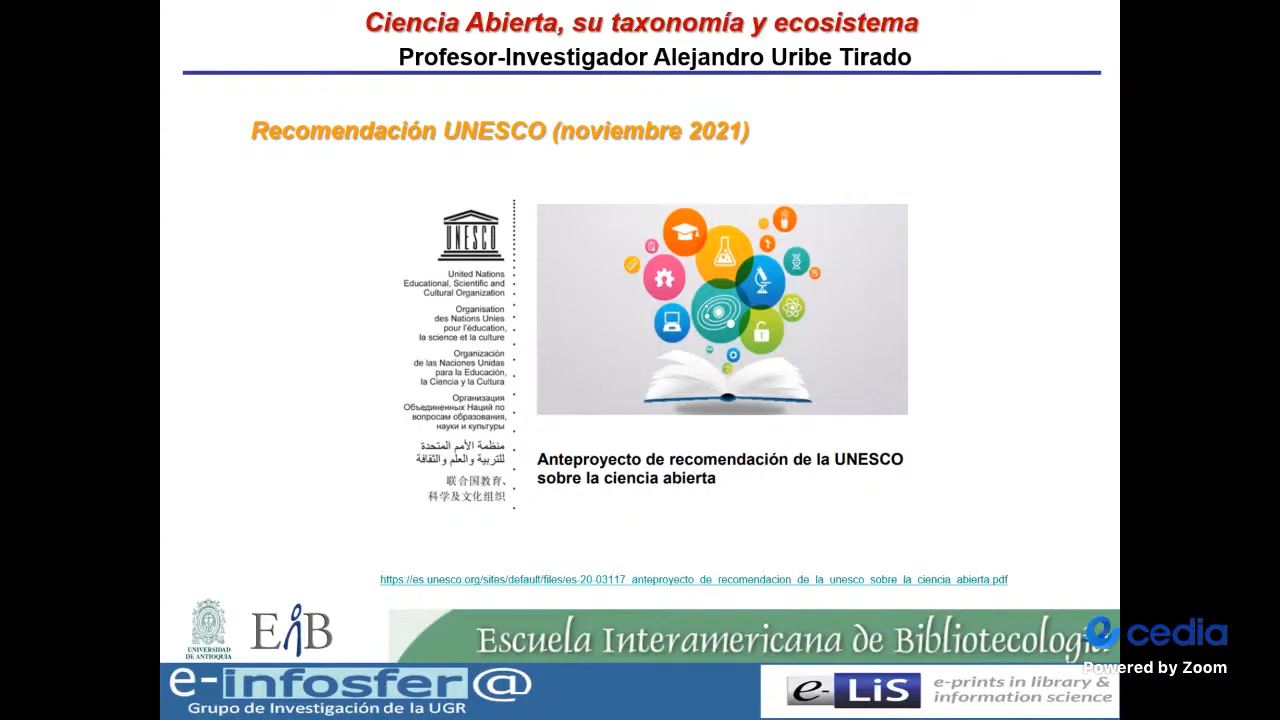 Ciencia Abierta, su taxonomía y ecosistema
Profesor-Investigador Alejandro Uribe Tirado
Recomendación UNESCO (noviembre 2021)
UNESCO
United Nations
Educational, Scientific and
Cultural Organization
Organisation
des Nations Unies
pour l'éducation,
la science et la culture
Organización
de las Naciones Unidas
para la Educación,
la Ciencia y la Cultura
Организация
Объединенных Наций по
вопросам образования,
науки и культуры
منظمة الأمم المتحدة
للتربية والعلم والثقافة
联合国教育、
科学及文化组织
Anteproyecto de recomendación de la UNESCO
sobre la ciencia abierta
https://es.unesco.org/sites/default/files/es-20-03117_anteproyecto_de_recomendacion_de_la_unesco_sobre_la_ciencia_abierta.pdf
UNIVERSIDAD
DE ANTIOQUIA
EiB
Escuela Interamericana de Bibliotecología
cedia
Powered by Zoom
e-infosfer@
Grupo de Investigación de la UGR
e-LiS
e-prints in library &
information science